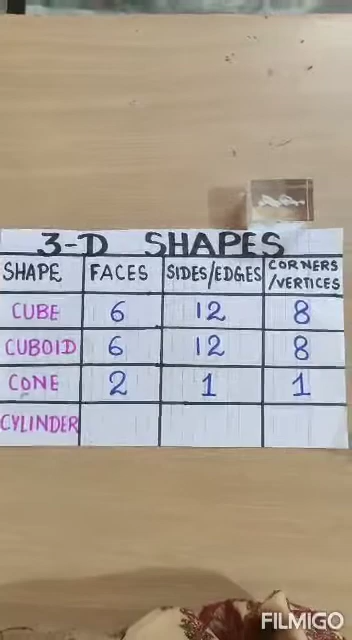 3-D SHAPES
SHAPE FACES SIDES/EDGES CORNERS/VERTICES
CUBE 6 12 8
CUBOID 6 12 8
CONE 2 1 1
CYLINDER
FILMIGO